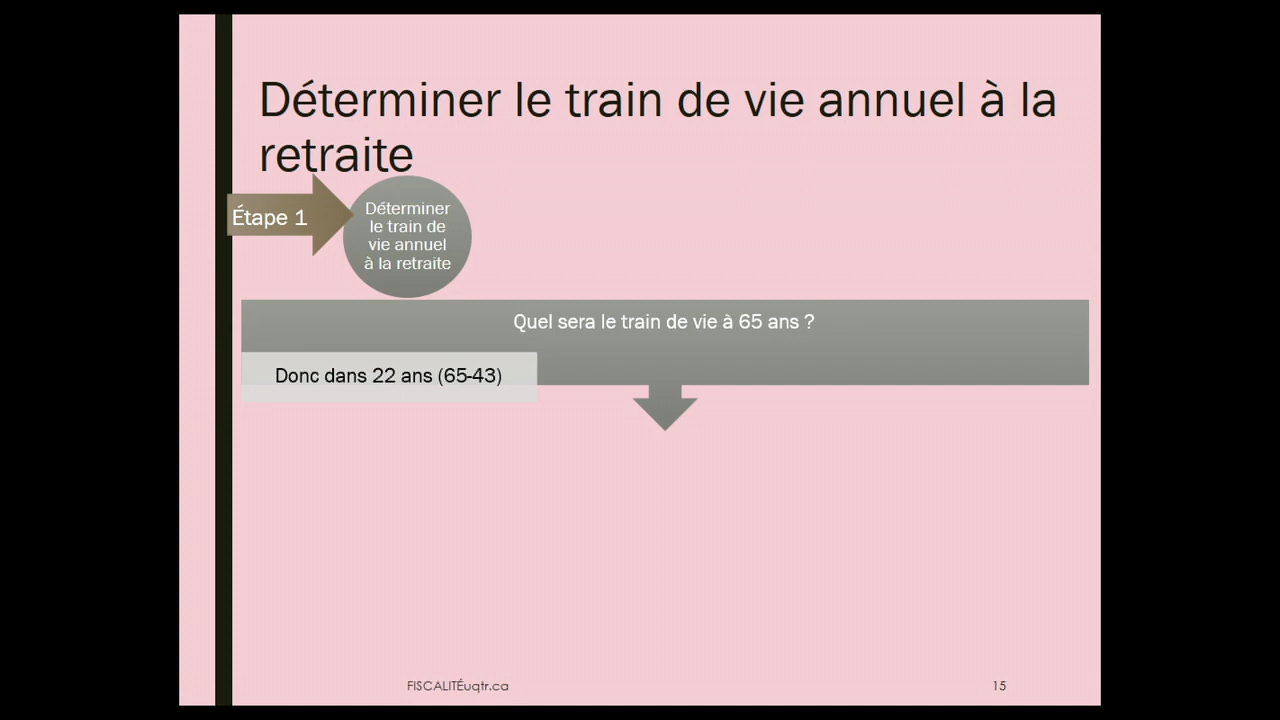 Déterminer le train de vie annuel à la
retraite
Étape 1
Déterminer
le train de
vie annuel
à la retraite
Quel sera le train de vie à 65 ans ?
Donc dans 22 ans (65-43)
FISCALITÉuqtr.ca
15